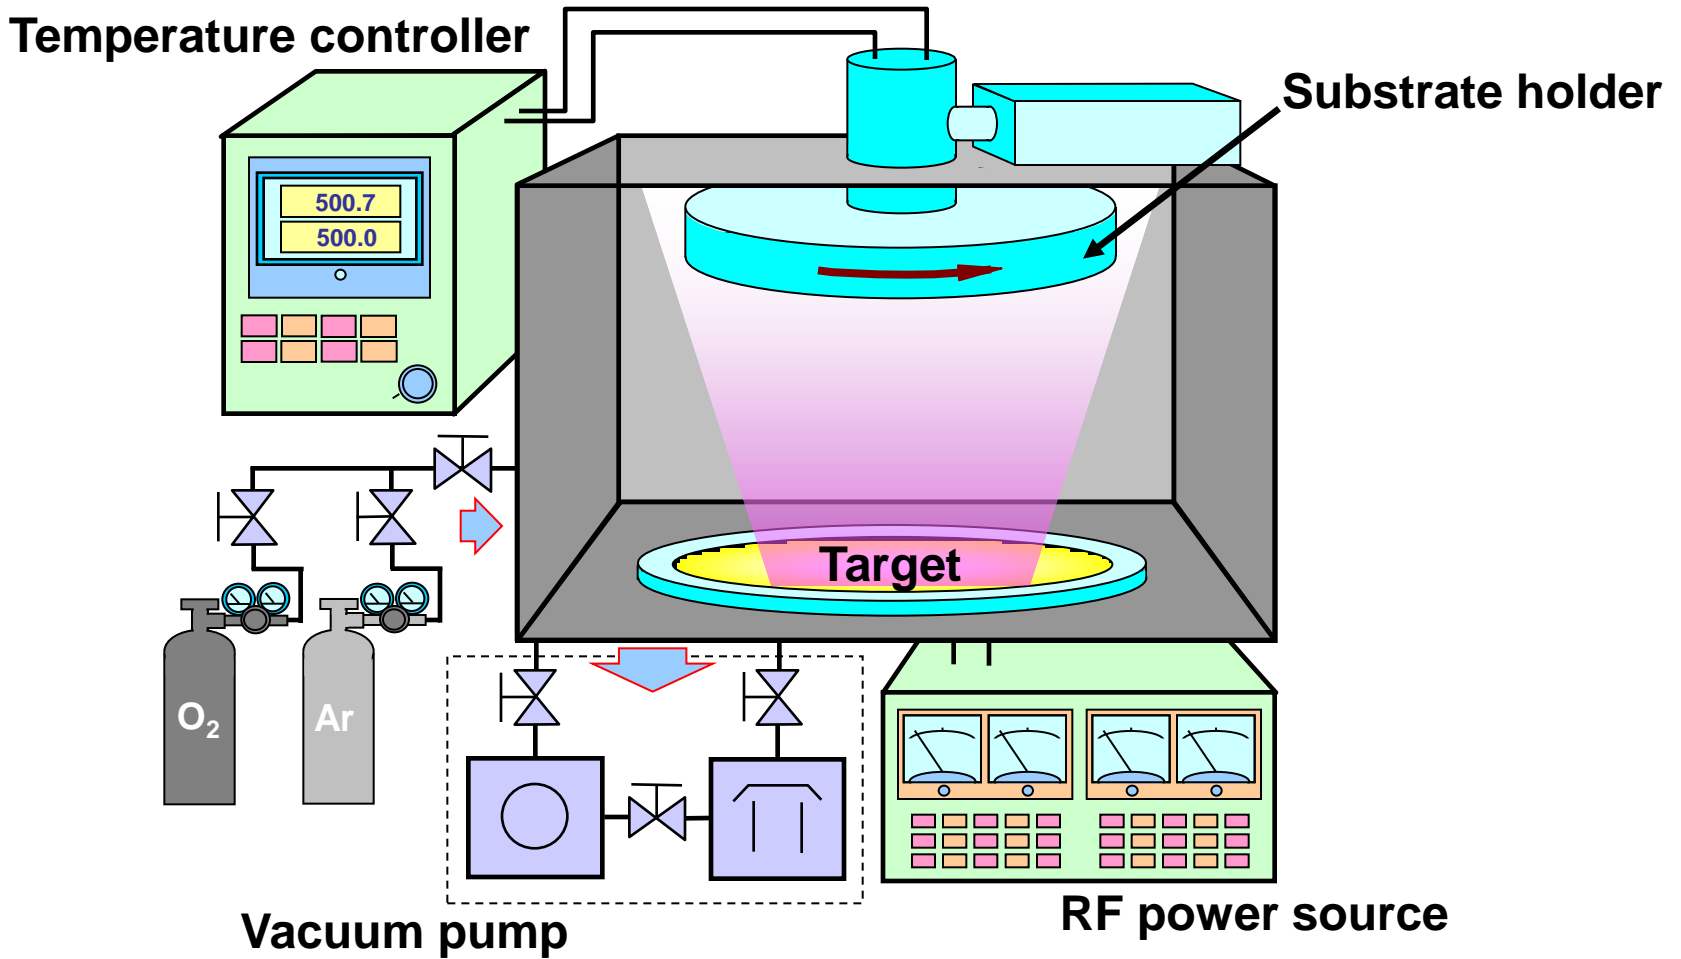 Temperature controller
Substrate holder
500.7
500.0
Target
O₂
Ar
Vacuum pump
RF power source